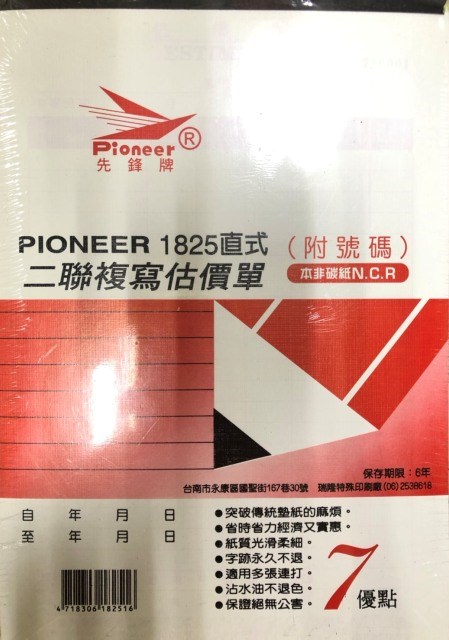 Pioneer®
先鋒牌
PIONEER 1825直式（附號碼）
二聯複寫估價單 本非碳紙N.C.R
保存期限：6年
台南市永康區國聖街167巷30號 瑞隆特殊印刷廠(06)2539618
自 年 月 日
至 年 月 日
●突破傳統墊紙的麻煩。
●省時省力經濟又實惠。
●紙質光滑柔細。
●字跡永久不退。
●適用多張連打。
●沾水油不退色。
●保證絕無公害。
7優點
4 718306 182516